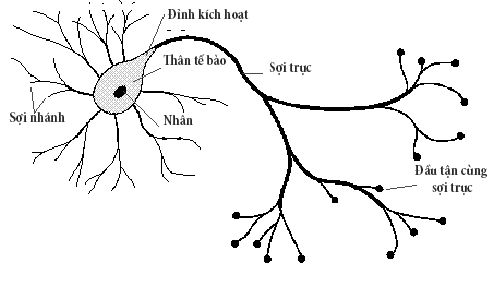 Đỉnh kích hoạt
Thân tế bào
Sợi trục
Sợi nhánh
Nhân
Đầu tận cùng
sợi trục